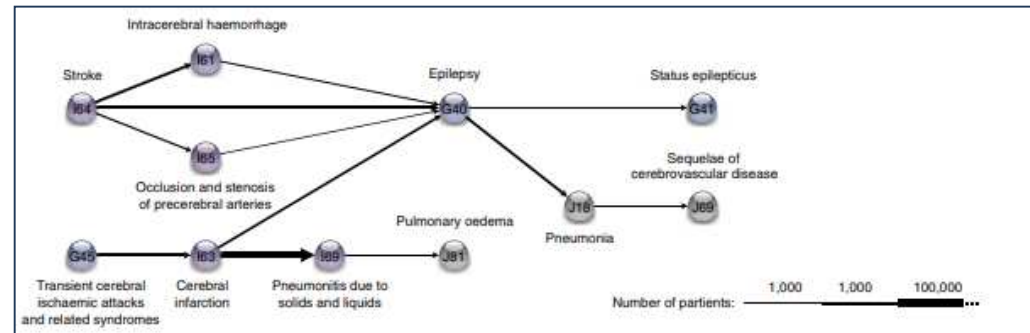 Intracerebral haemorrhage
I61
Stroke
I64
Epilepsy
G40
Status epilepticus
G41
I65
Occlusion and stenosis
of precerebral arteries
Sequelae of
cerebrovascular disease
J18
J69
Pneumonia
Pulmonary oedema
G45
I63
I69
J81
Transient cerebral
ischaemic attacks
and related syndromes
Cerebral
infarction
Pneumonitis due to
solids and liquids
Number of partients:
1,000
1,000
100,000